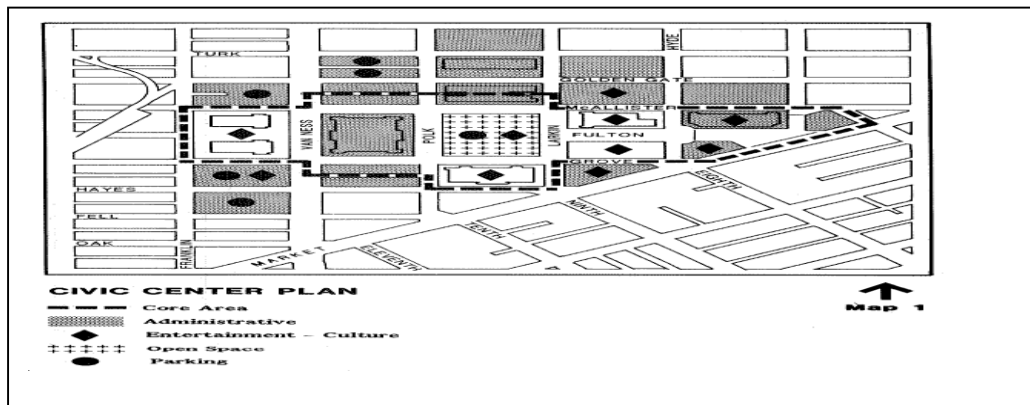 TURK
HYDE
GOLDEN GATE
McALLISTER
VAN NESS
POLK
LARKIN
FULTON
GROVE
HAYES
FELL
OAK
FRANKLIN
MARKET
ELEVENTH
TENTH
NINTH
EIGHTH
CIVIC CENTER PLAN
Core Area
Administrative
Entertainment - Culture
Open Space
Parking
Map 1